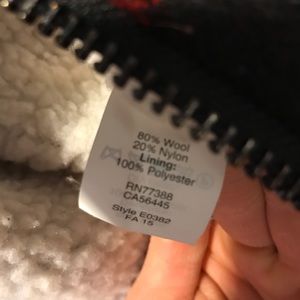 80% Wool
20% Nylon
Lining:
100% Polyester
RN77388
CA56445
Style E0382
FA 15